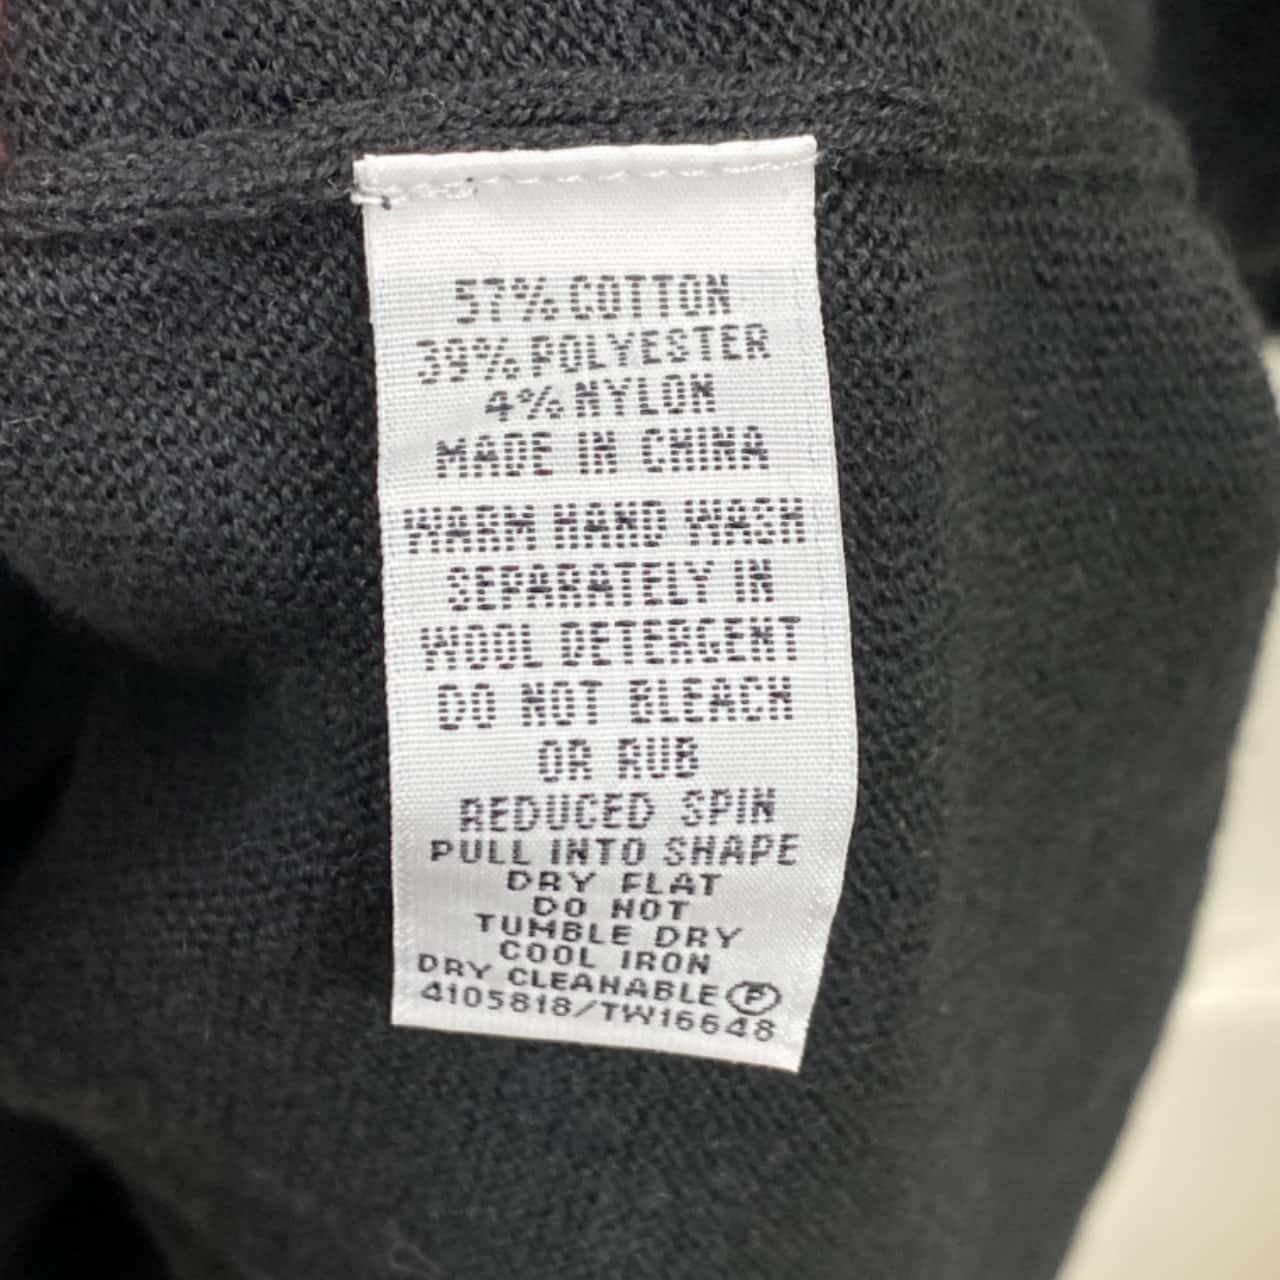 57% COTTON
39% POLYESTER
4% NYLON
MADE IN CHINA
WARM HAND WASH
SEPARATELY IN
WOOL DETERGENT
DO NOT BLEACH
OR RUB
REDUCED SPIN
PULL INTO SHAPE
DRY FLAT
DO NOT
TUMBLE DRY
COOL IRON
DRY CLEANABLE Ⓟ
4105818/TW16648